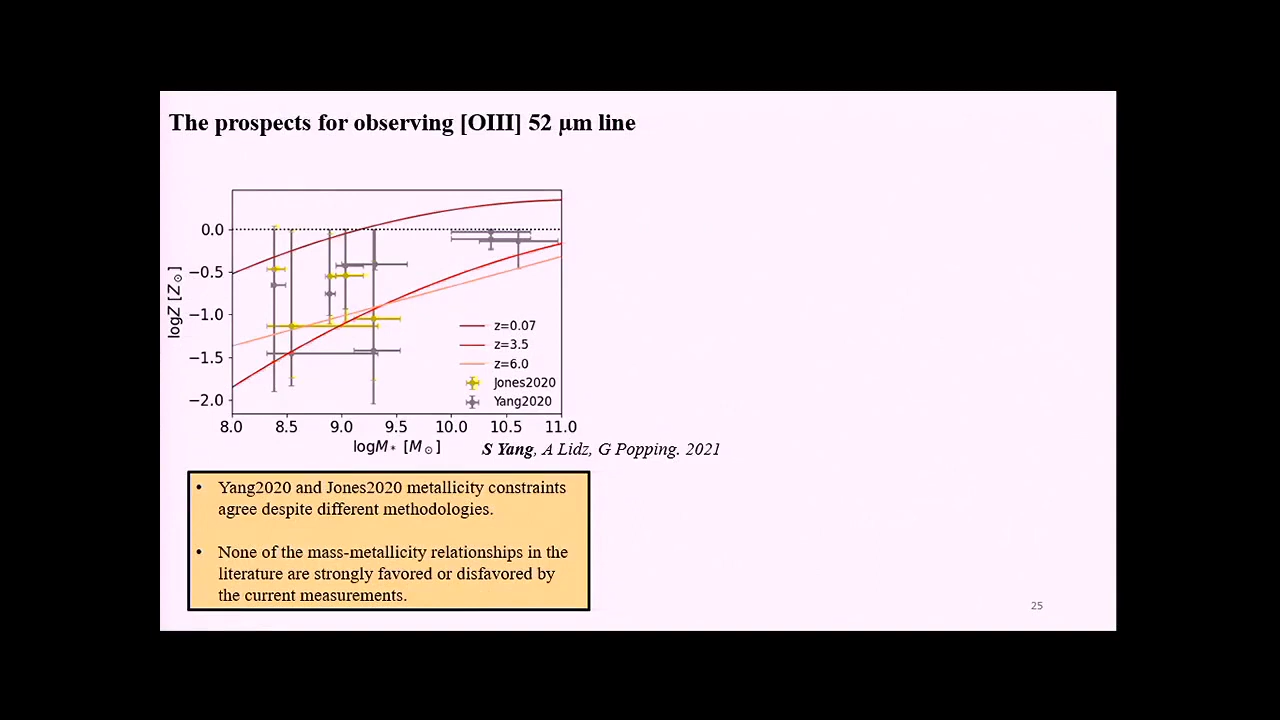 The prospects for observing [OIII] 52 μm line
0.0
−0.5
−1.0
−1.5
−2.0
logZ [Z⊙]
z=0.07
z=3.5
z=6.0
Jones2020
Yang2020
8.0 8.5 9.0 9.5 10.0 10.5 11.0
logM* [M⊙]
S Yang, A Lidz, G Popping. 2021
• Yang2020 and Jones2020 metallicity constraints
agree despite different methodologies.
• None of the mass-metallicity relationships in the
literature are strongly favored or disfavored by
the current measurements.
25